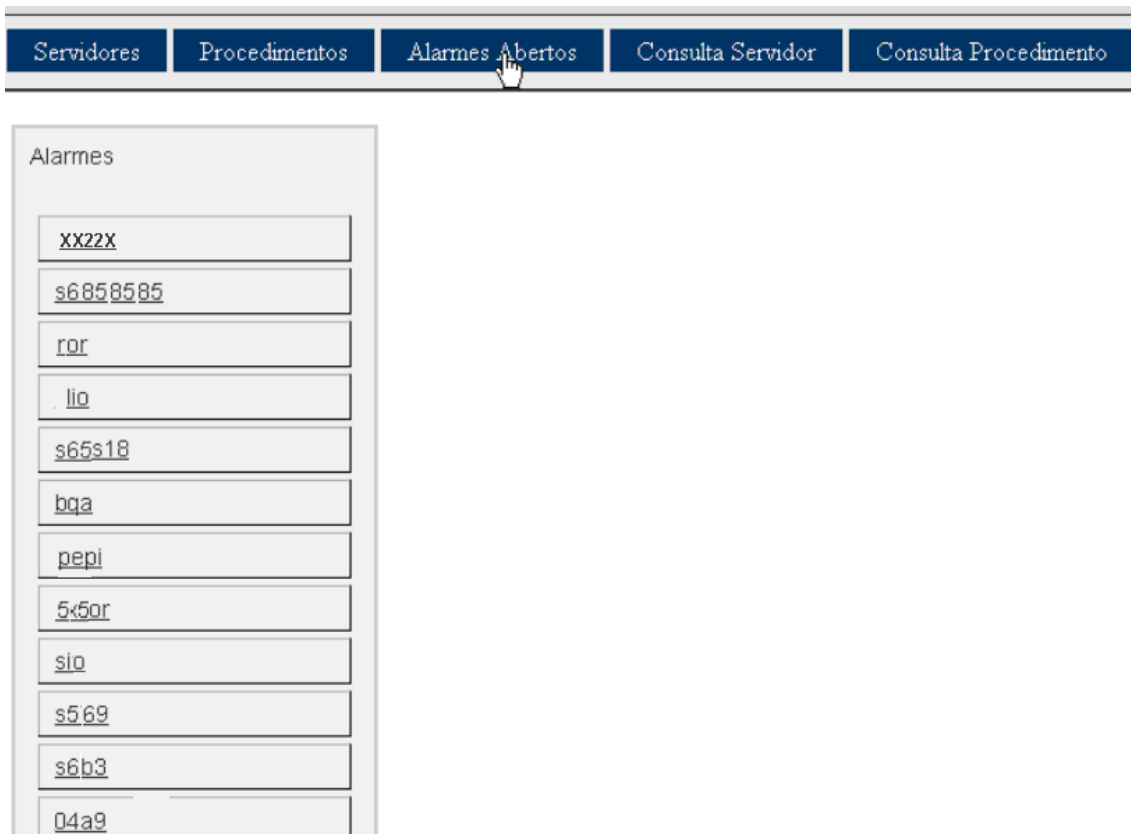 Servidores Procedimentos Alarmes Abertos Consulta Servidor Consulta Procedimento
Alarmes
XX22X
s6858585
ror
lio
s65s18
bqa
pepi
5x5or
sio
s569
s6b3
04a9